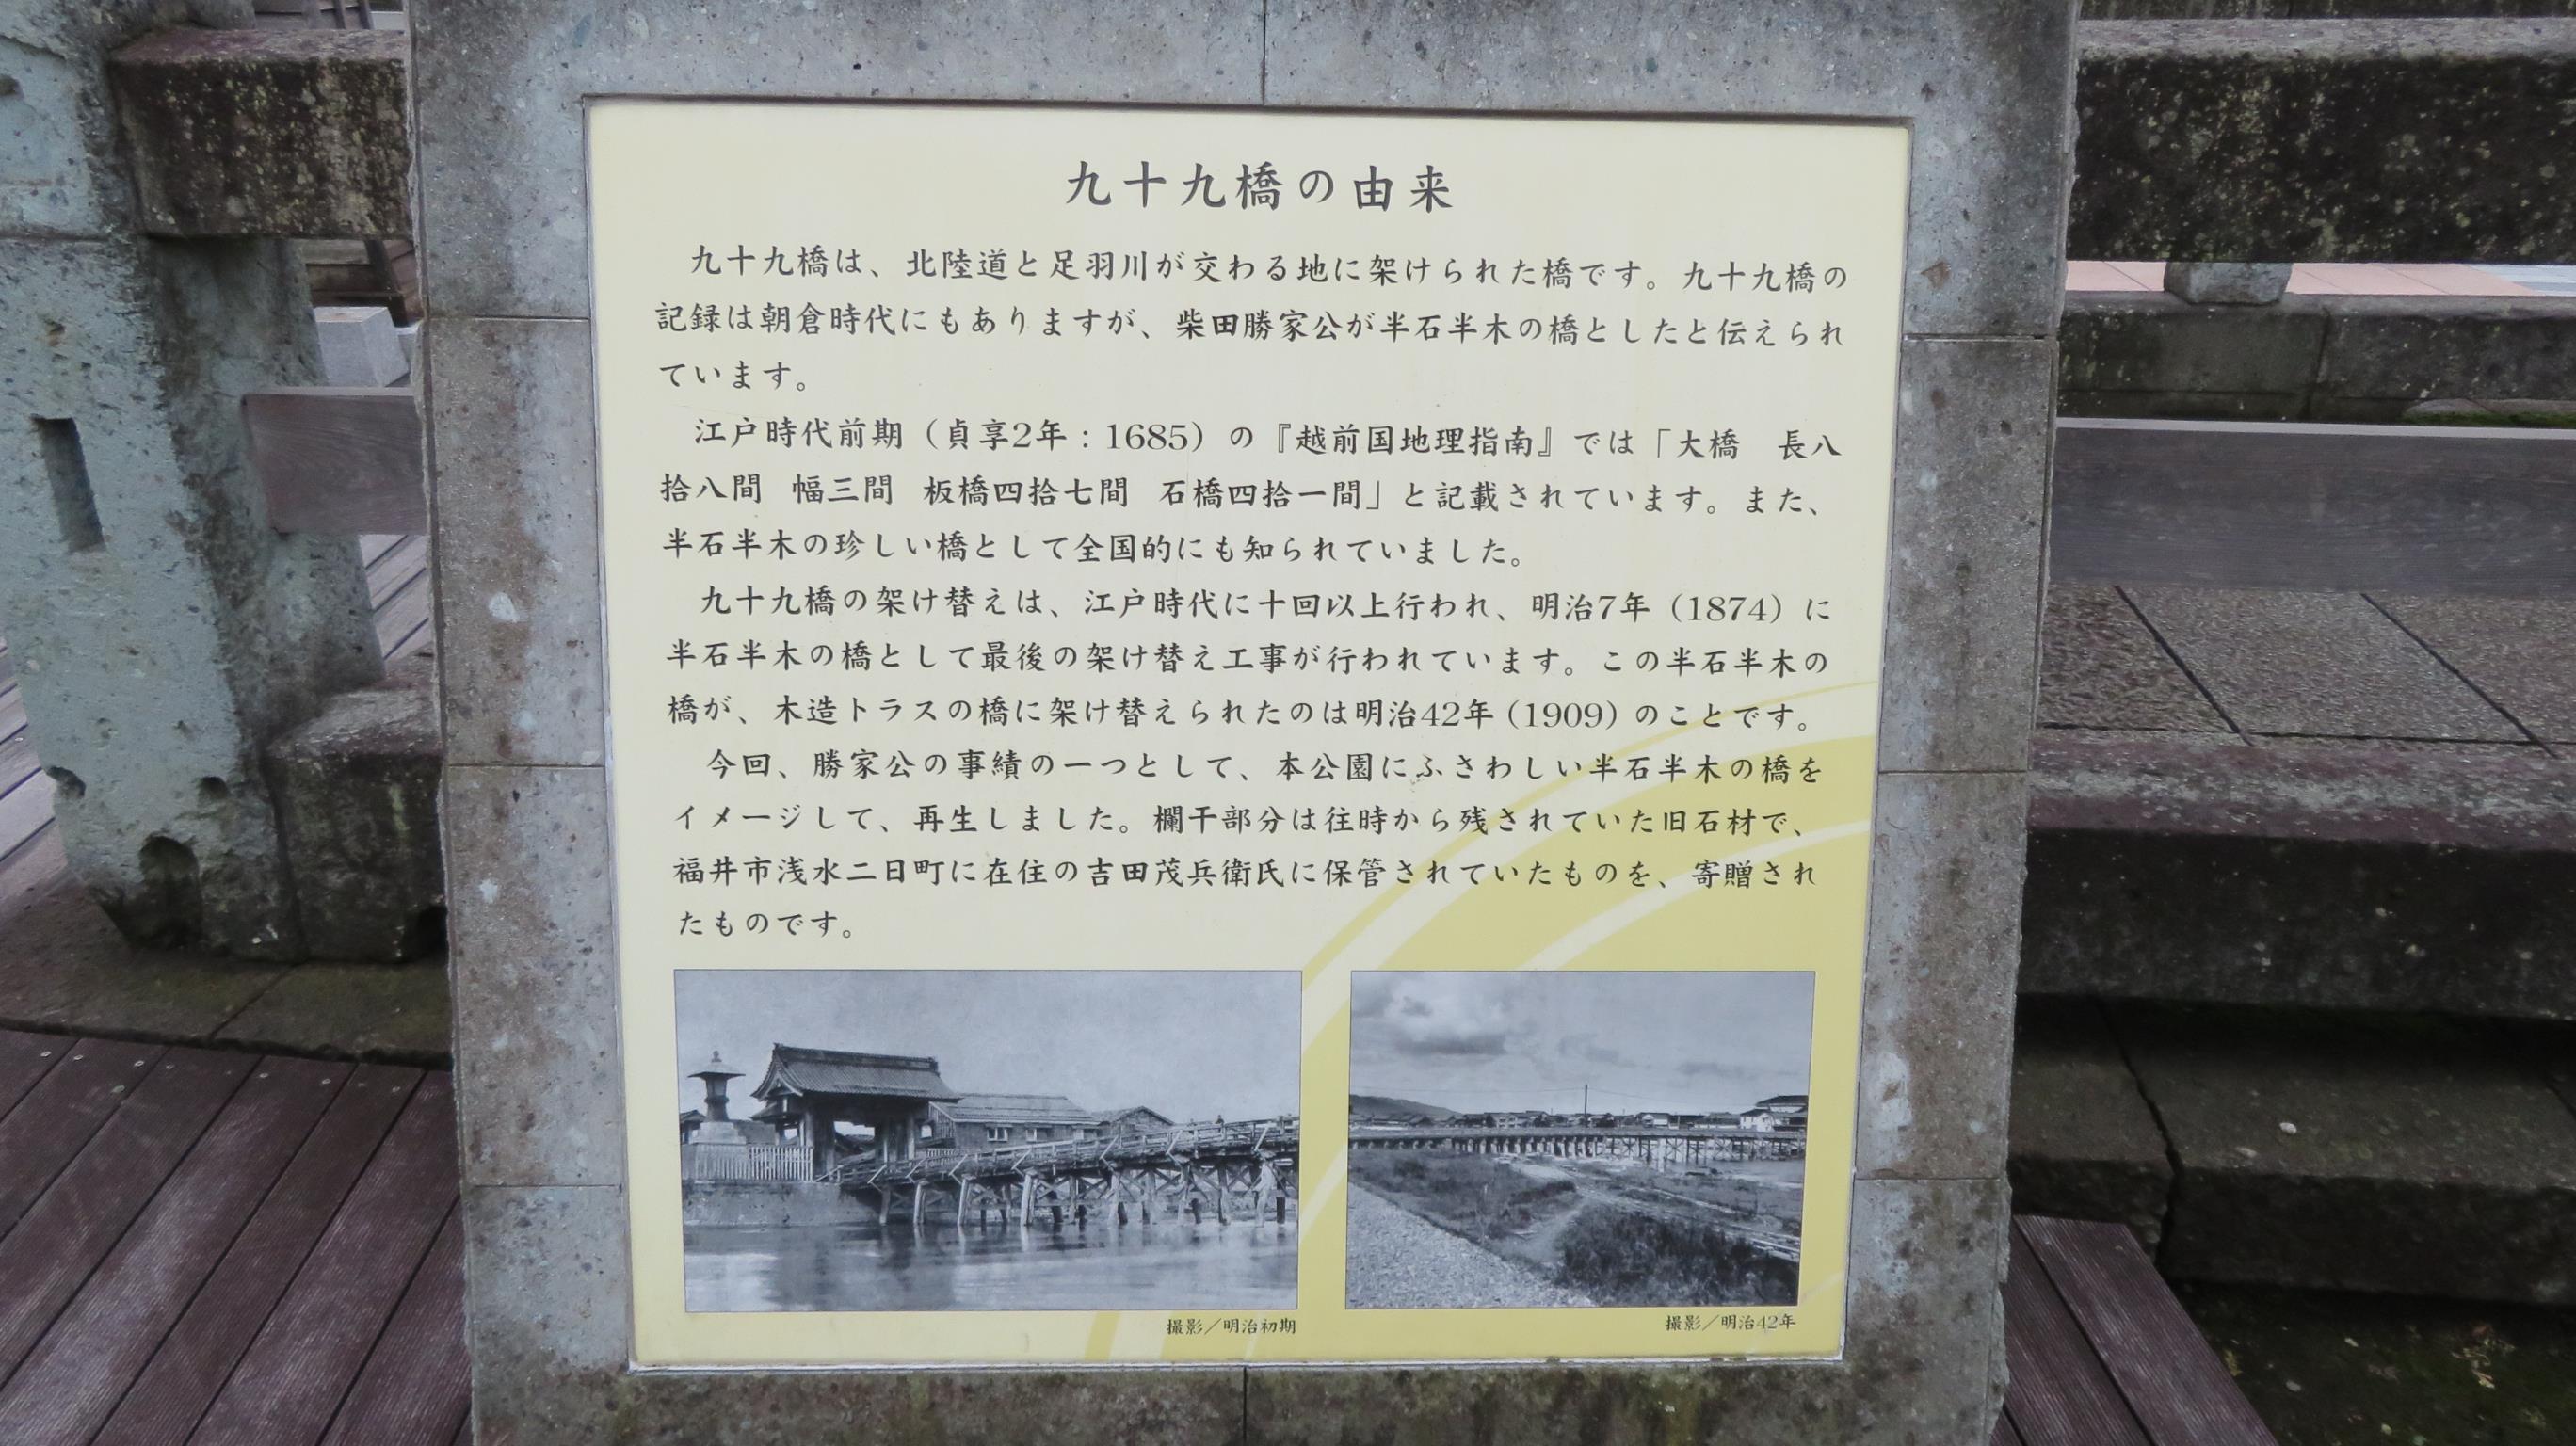 九十九橋の由来
九十九橋は、北陸道と足羽川が交わる地に架けられた橋です。九十九橋の
記録は朝倉時代にもありますが、柴田勝家公が半石半木の橋としたと伝えられ
ています。
江戸時代前期（貞享2年：1685）の『越前国地理指南』では「大橋　長八
拾八間　幅三間　板橋四拾七間　石橋四拾一間」と記載されています。また、
半石半木の珍しい橋として全国的にも知られていました。
九十九橋の架け替えは、江戸時代に十回以上行われ、明治7年（1874）に
半石半木の橋として最後の架け替え工事が行われています。この半石半木の
橋が、木造トラスの橋に架け替えられたのは明治42年（1909）のことです。
今回、勝家公の事績の一つとして、本公園にふさわしい半石半木の橋を
イメージして、再生しました。欄干部分は往時から残されていた旧石材で、
福井市浅水二日町に在住の吉田茂兵衛氏に保管されていたものを、寄贈され
たものです。
撮影／明治初期
撮影／明治42年